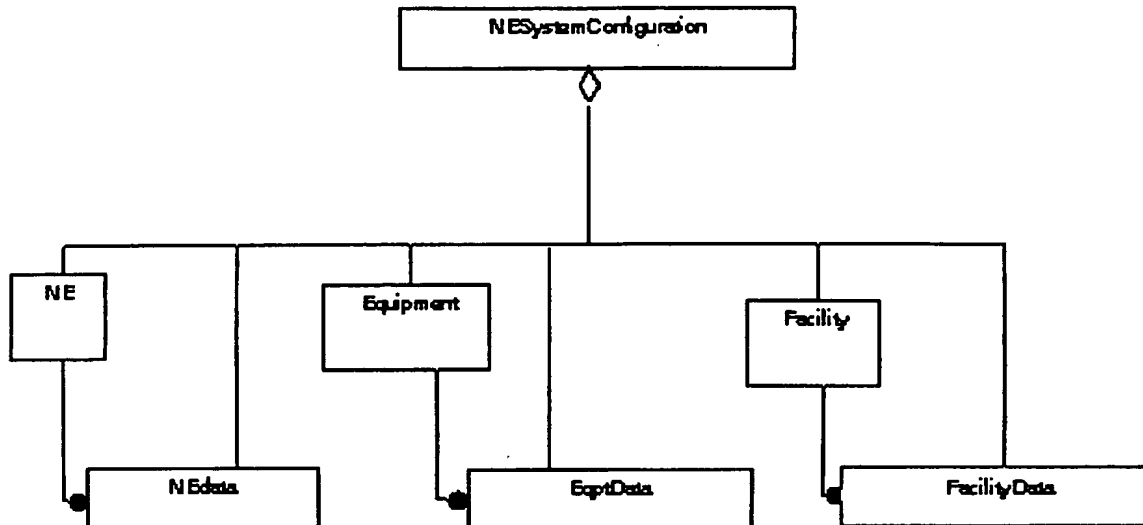 NESystemConfiguration
NE
Equipment
Facility
NEdata
EqptData
FacilityData